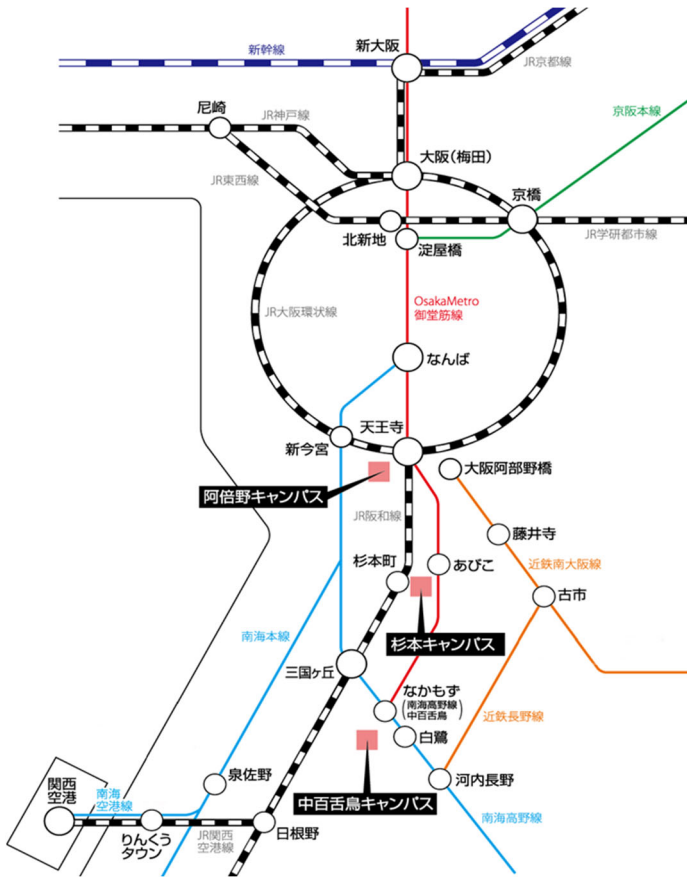 新大阪
新幹線
JR京都線
尼崎
JR神戸線
京阪本線
大阪(梅田)
JR東西線
京橋
北新地
淀屋橋
JR学研都市線
JR大阪環状線
OsakaMetro
御堂筋線
なんば
天王寺
新今宮
大阪阿部野橋
阿倍野キャンパス
JR阪和線
藤井寺
杉本町
あびこ
近鉄南大阪線
古市
南海本線
杉本キャンパス
三国ヶ丘
なかもず
(南海高野線
中百舌鳥)
近鉄長野線
白鷺
泉佐野
河内長野
関西
空港
南海
空港線
中百舌鳥キャンパス
南海高野線
りんくう
タウン
JR関西
空港線
日根野